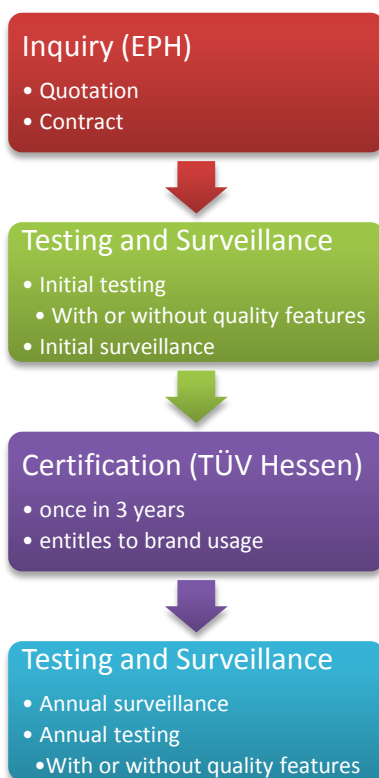 Inquiry (EPH)
• Quotation
• Contract
Testing and Surveillance
• Initial testing
• With or without quality features
• Initial surveillance
Certification (TÜV Hessen)
• once in 3 years
• entitles to brand usage
Testing and Surveillance
• Annual surveillance
• Annual testing
•With or without quality features